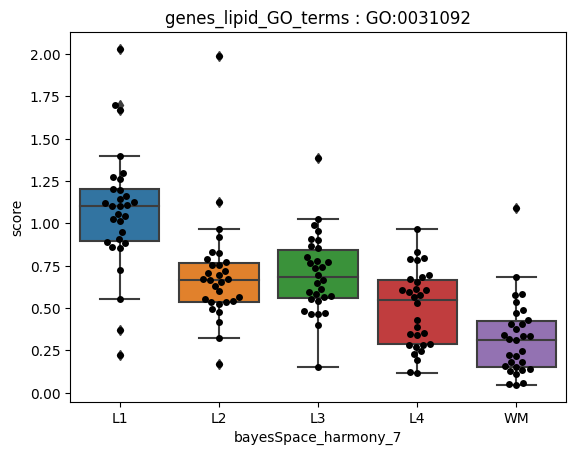 genes_lipid_GO_terms : GO:0031092
score
2.00
1.75
1.50
1.25
1.00
0.75
0.50
0.25
0.00
L1 L2 L3 L4 WM
bayesSpace_harmony_7